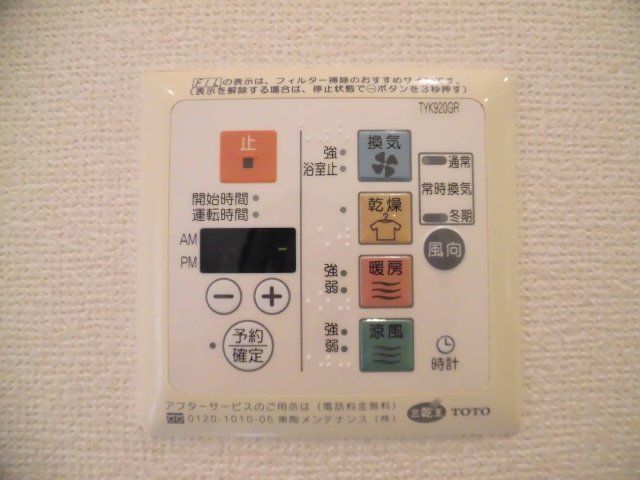 FILの表示は、フィルター掃除のおすすめサインです。
(表示を解除する場合は、停止状態で－ボタンを3秒押す)
TYK920GR
止
強
浴室止
換気
通常
常時換気
冬期
開始時間
運転時間
乾燥
風向
AM
PM
－
＋
強
弱
暖房
予約
確定
強
弱
涼風
時計
アフターサービスのご用命は(電話料金無料)
0120-1010-05 東陶メンテナンス(株)
三乾王 TOTO